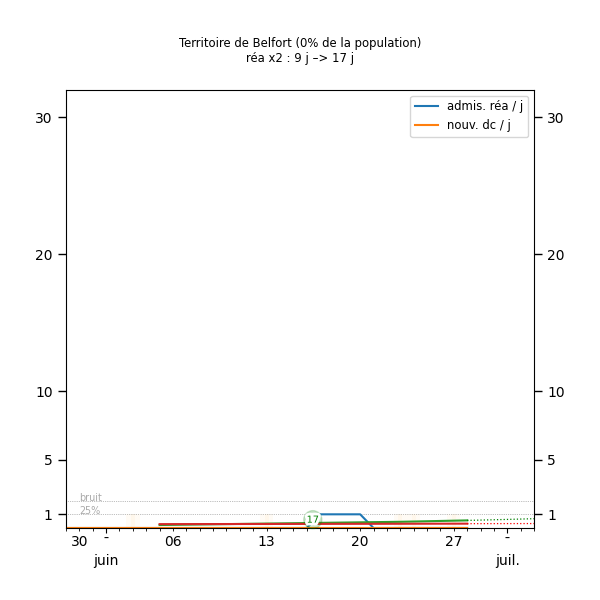 Territoire de Belfort (0% de la population)
réa x2 : 9 j –> 17 j
admis. réa / j
nouv. dc / j
30 30
20 20
10 10
5 5
bruit
25%
1 1
17
30 - 06 13 20 27 -
juin juil.